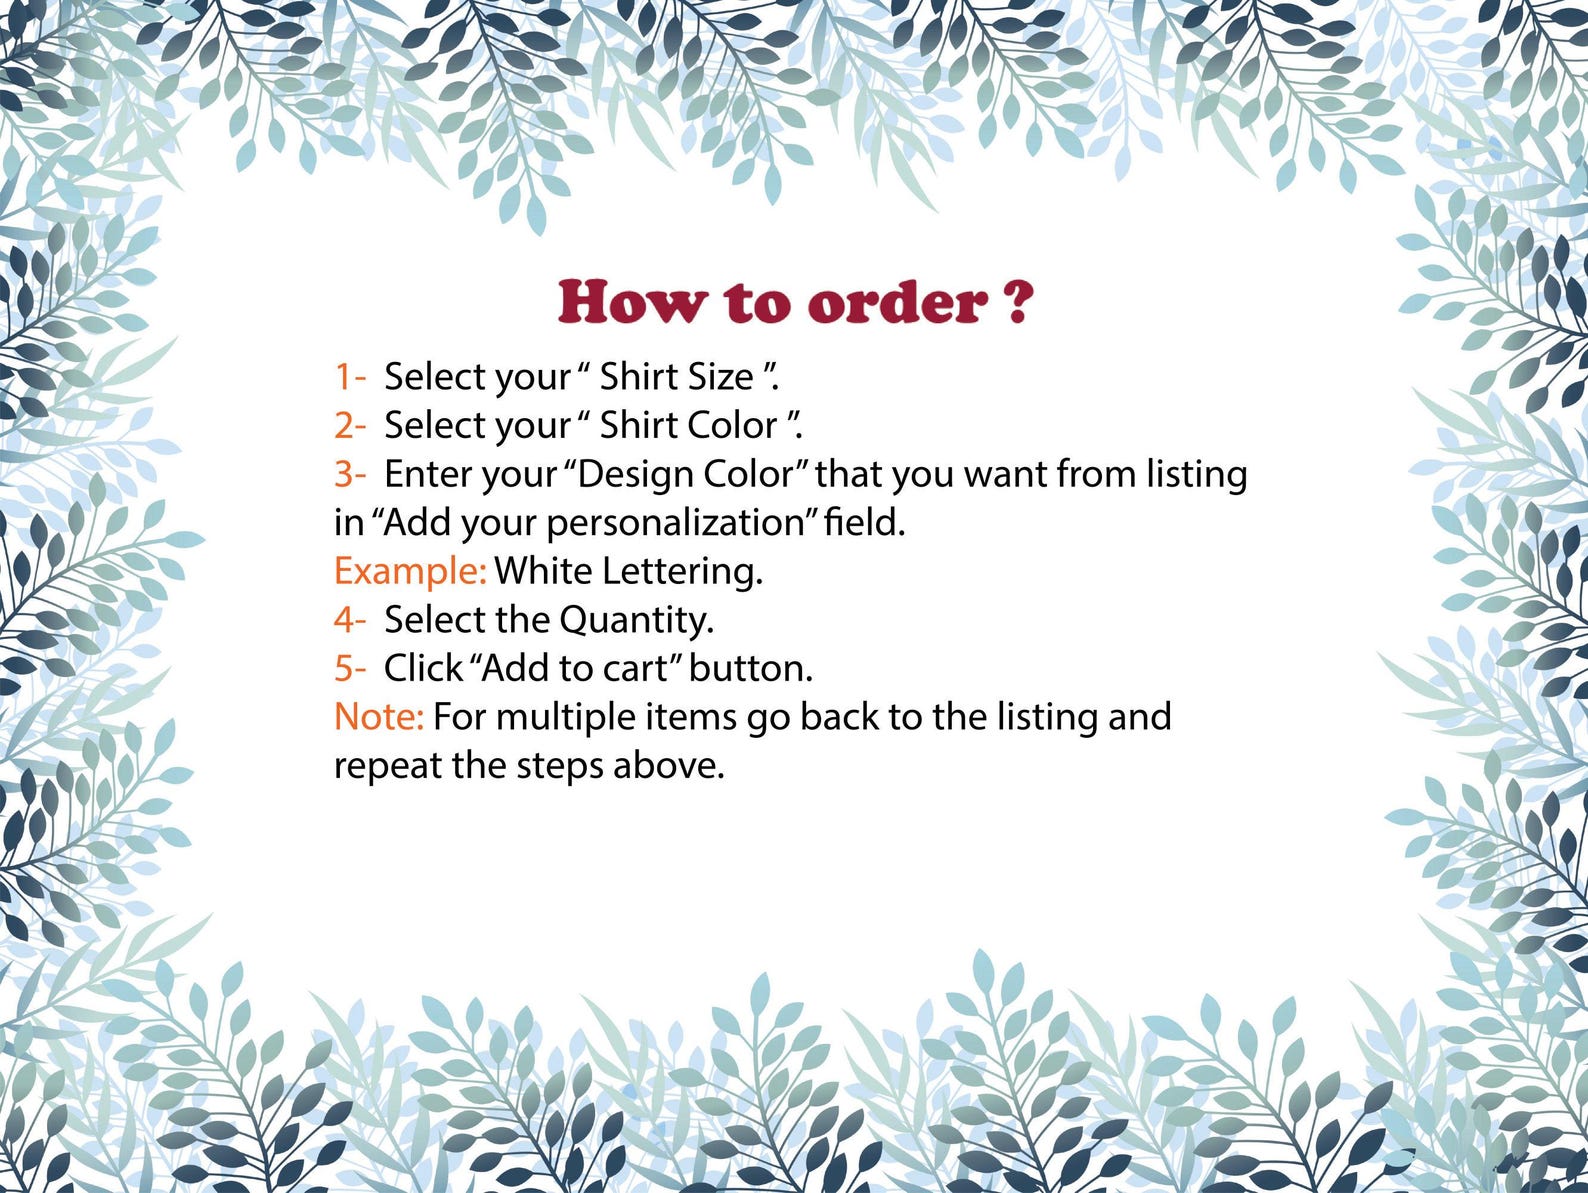 How to order ?
1- Select your “ Shirt Size ”.
2- Select your “ Shirt Color ”.
3- Enter your “Design Color” that you want from listing
in “Add your personalization” field.
Example: White Lettering.
4- Select the Quantity.
5- Click “Add to cart” button.
Note: For multiple items go back to the listing and
repeat the steps above.